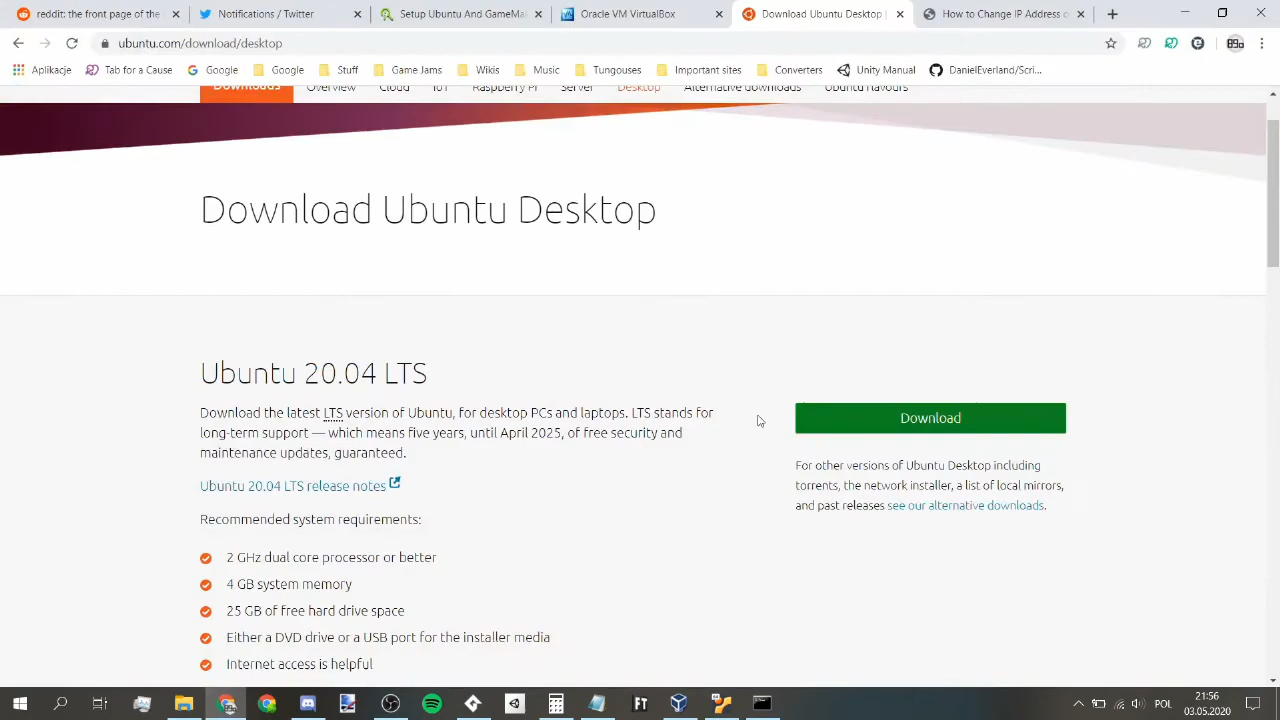 reddit: the front page of the
Notifications / Twitt
Setup Ubuntu And GameMa
Oracle VM VirtualBox
Download Ubuntu Desktop |
How to Change IP Address o
ubuntu.com/download/desktop
Aplikacje
Tab for a Cause
Google
Google
Stuff
Game Jams
Wikis
Music
Tungouses
Important sites
Converters
Unity Manual
DanielEverland/Scri...
Downloads
Overview
Cloud
IoT
Raspberry Pi
Server
Desktop
Alternative downloads
Ubuntu flavours
Download Ubuntu Desktop
Ubuntu 20.04 LTS
Download the latest LTS version of Ubuntu, for desktop PCs and laptops. LTS stands for
long-term support — which means five years, until April 2025, of free security and
maintenance updates, guaranteed.
Ubuntu 20.04 LTS release notes
Recommended system requirements:
2 GHz dual core processor or better
4 GB system memory
25 GB of free hard drive space
Either a DVD drive or a USB port for the installer media
Internet access is helpful
Download
For other versions of Ubuntu Desktop including
torrents, the network installer, a list of local mirrors,
and past releases see our alternative downloads.
POL
21:56
03.05.2020